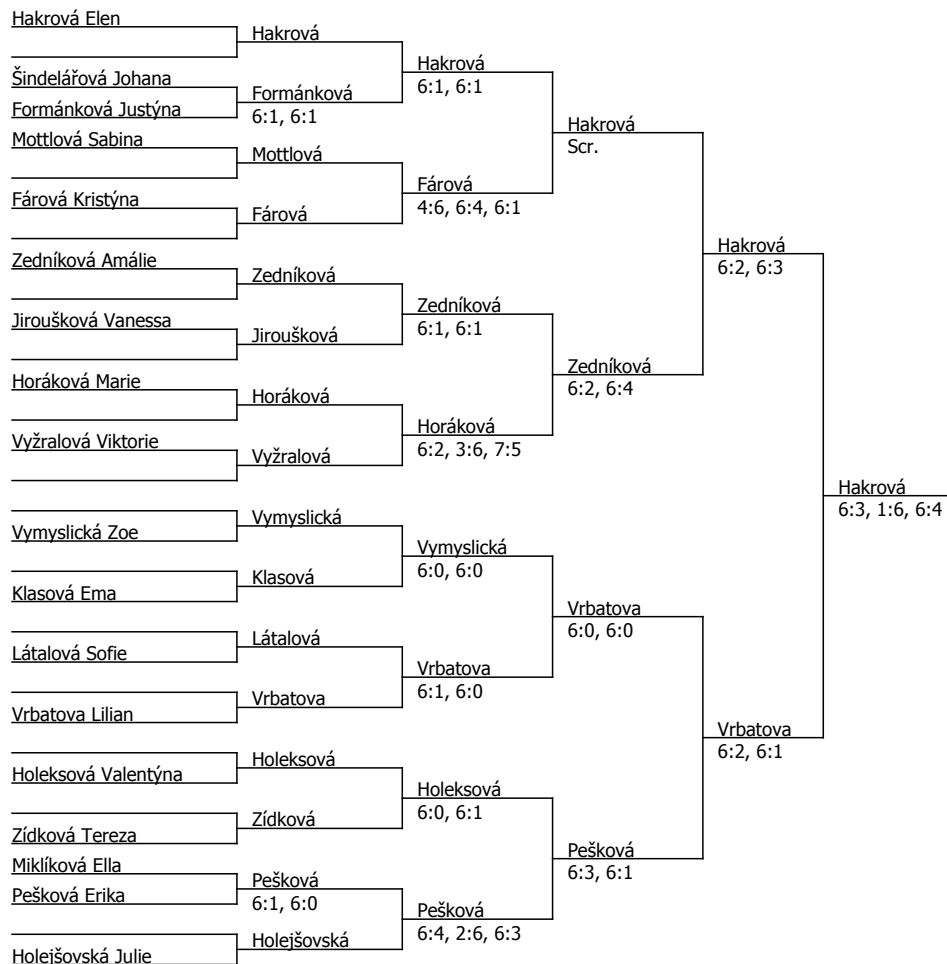 Hakrová Elen
Šindelářová Johana
Formánková Justýna
Mottlová Sabina
Fárová Kristýna
Zedníková Amálie
Jiroušková Vanessa
Horáková Marie
Vyžralová Viktorie
Vymyslická Zoe
Klasová Ema
Látalová Sofie
Vrbatova Lilian
Holeksová Valentýna
Zídková Tereza
Miklíková Ella
Pešková Erika
Holejšovská Julie
Hakrová
Formánková
6:1, 6:1
Mottlová
Fárová
Zedníková
Jiroušková
Horáková
Vyžralová
Vymyslická
Klasová
Látalová
Vrbatova
Holeksová
Zídková
Pešková
6:1, 6:0
Holejšovská
Hakrová
6:1, 6:1
Fárová
4:6, 6:4, 6:1
Zedníková
6:1, 6:1
Horáková
6:2, 3:6, 7:5
Vymyslická
6:0, 6:0
Vrbatova
6:1, 6:0
Holeksová
6:0, 6:1
Pešková
6:4, 2:6, 6:3
Hakrová
Scr.
Zedníková
6:2, 6:4
Vrbatova
6:0, 6:0
Pešková
6:3, 6:1
Hakrová
6:2, 6:3
Vrbatova
6:2, 6:1
Hakrová
6:3, 1:6, 6:4